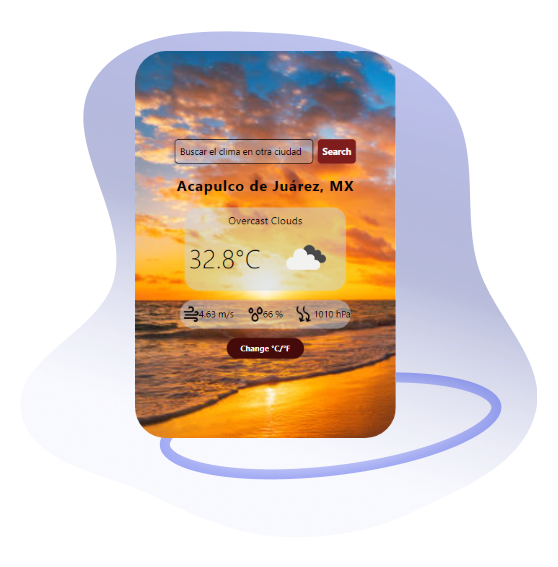 Buscar el clima en otra ciudad Search
Acapulco de Juárez, MX
Overcast Clouds
32.8°C
4.63 m/s 66 % 1010 hPa
Change °C/°F